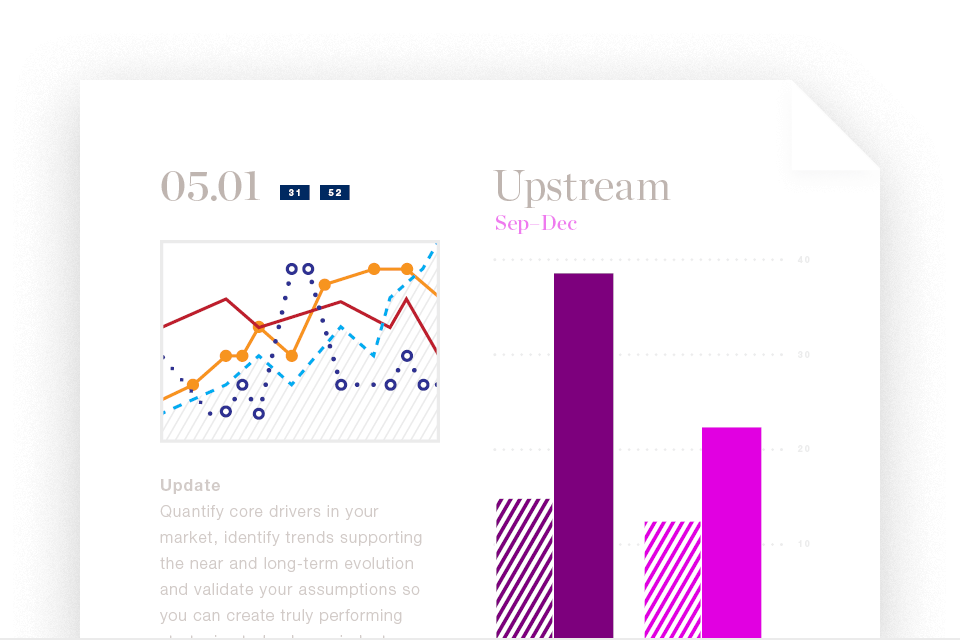 05.01
31 52
Update
Quantify core drivers in your
market, identify trends supporting
the near and long-term evolution
and validate your assumptions so
you can create truly performing
Upstream
Sep–Dec
40
30
20
10